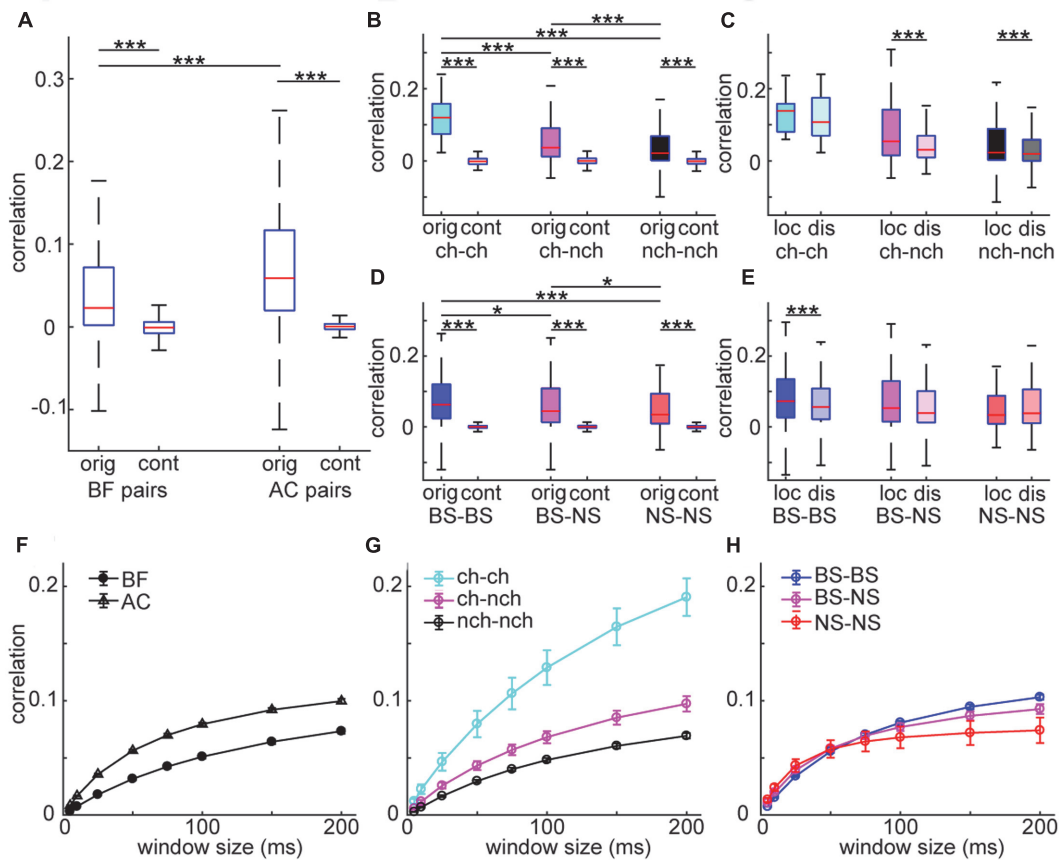 A
B
C
***
***
***
***
***
***
***
***
***
***
***
0.3
0.2
0.1
0
-0.1
correlation
orig cont
BF pairs
orig cont
AC pairs
0.2
0
correlation
orig cont
ch-ch
orig cont
ch-nch
orig cont
nch-nch
0.2
0
correlation
loc dis
ch-ch
loc dis
ch-nch
loc dis
nch-nch
D
E
*
***
*
***
***
***
***
0.2
0
correlation
orig cont
BS-BS
orig cont
BS-NS
orig cont
NS-NS
0.2
0
correlation
loc dis
BS-BS
loc dis
BS-NS
loc dis
NS-NS
F
G
H
0.2
0.1
0
correlation
BF
AC
0 100 200
window size (ms)
0.2
0.1
0
ch-ch
ch-nch
nch-nch
0 100 200
window size (ms)
0.2
0.1
0
BS-BS
BS-NS
NS-NS
0 100 200
window size (ms)